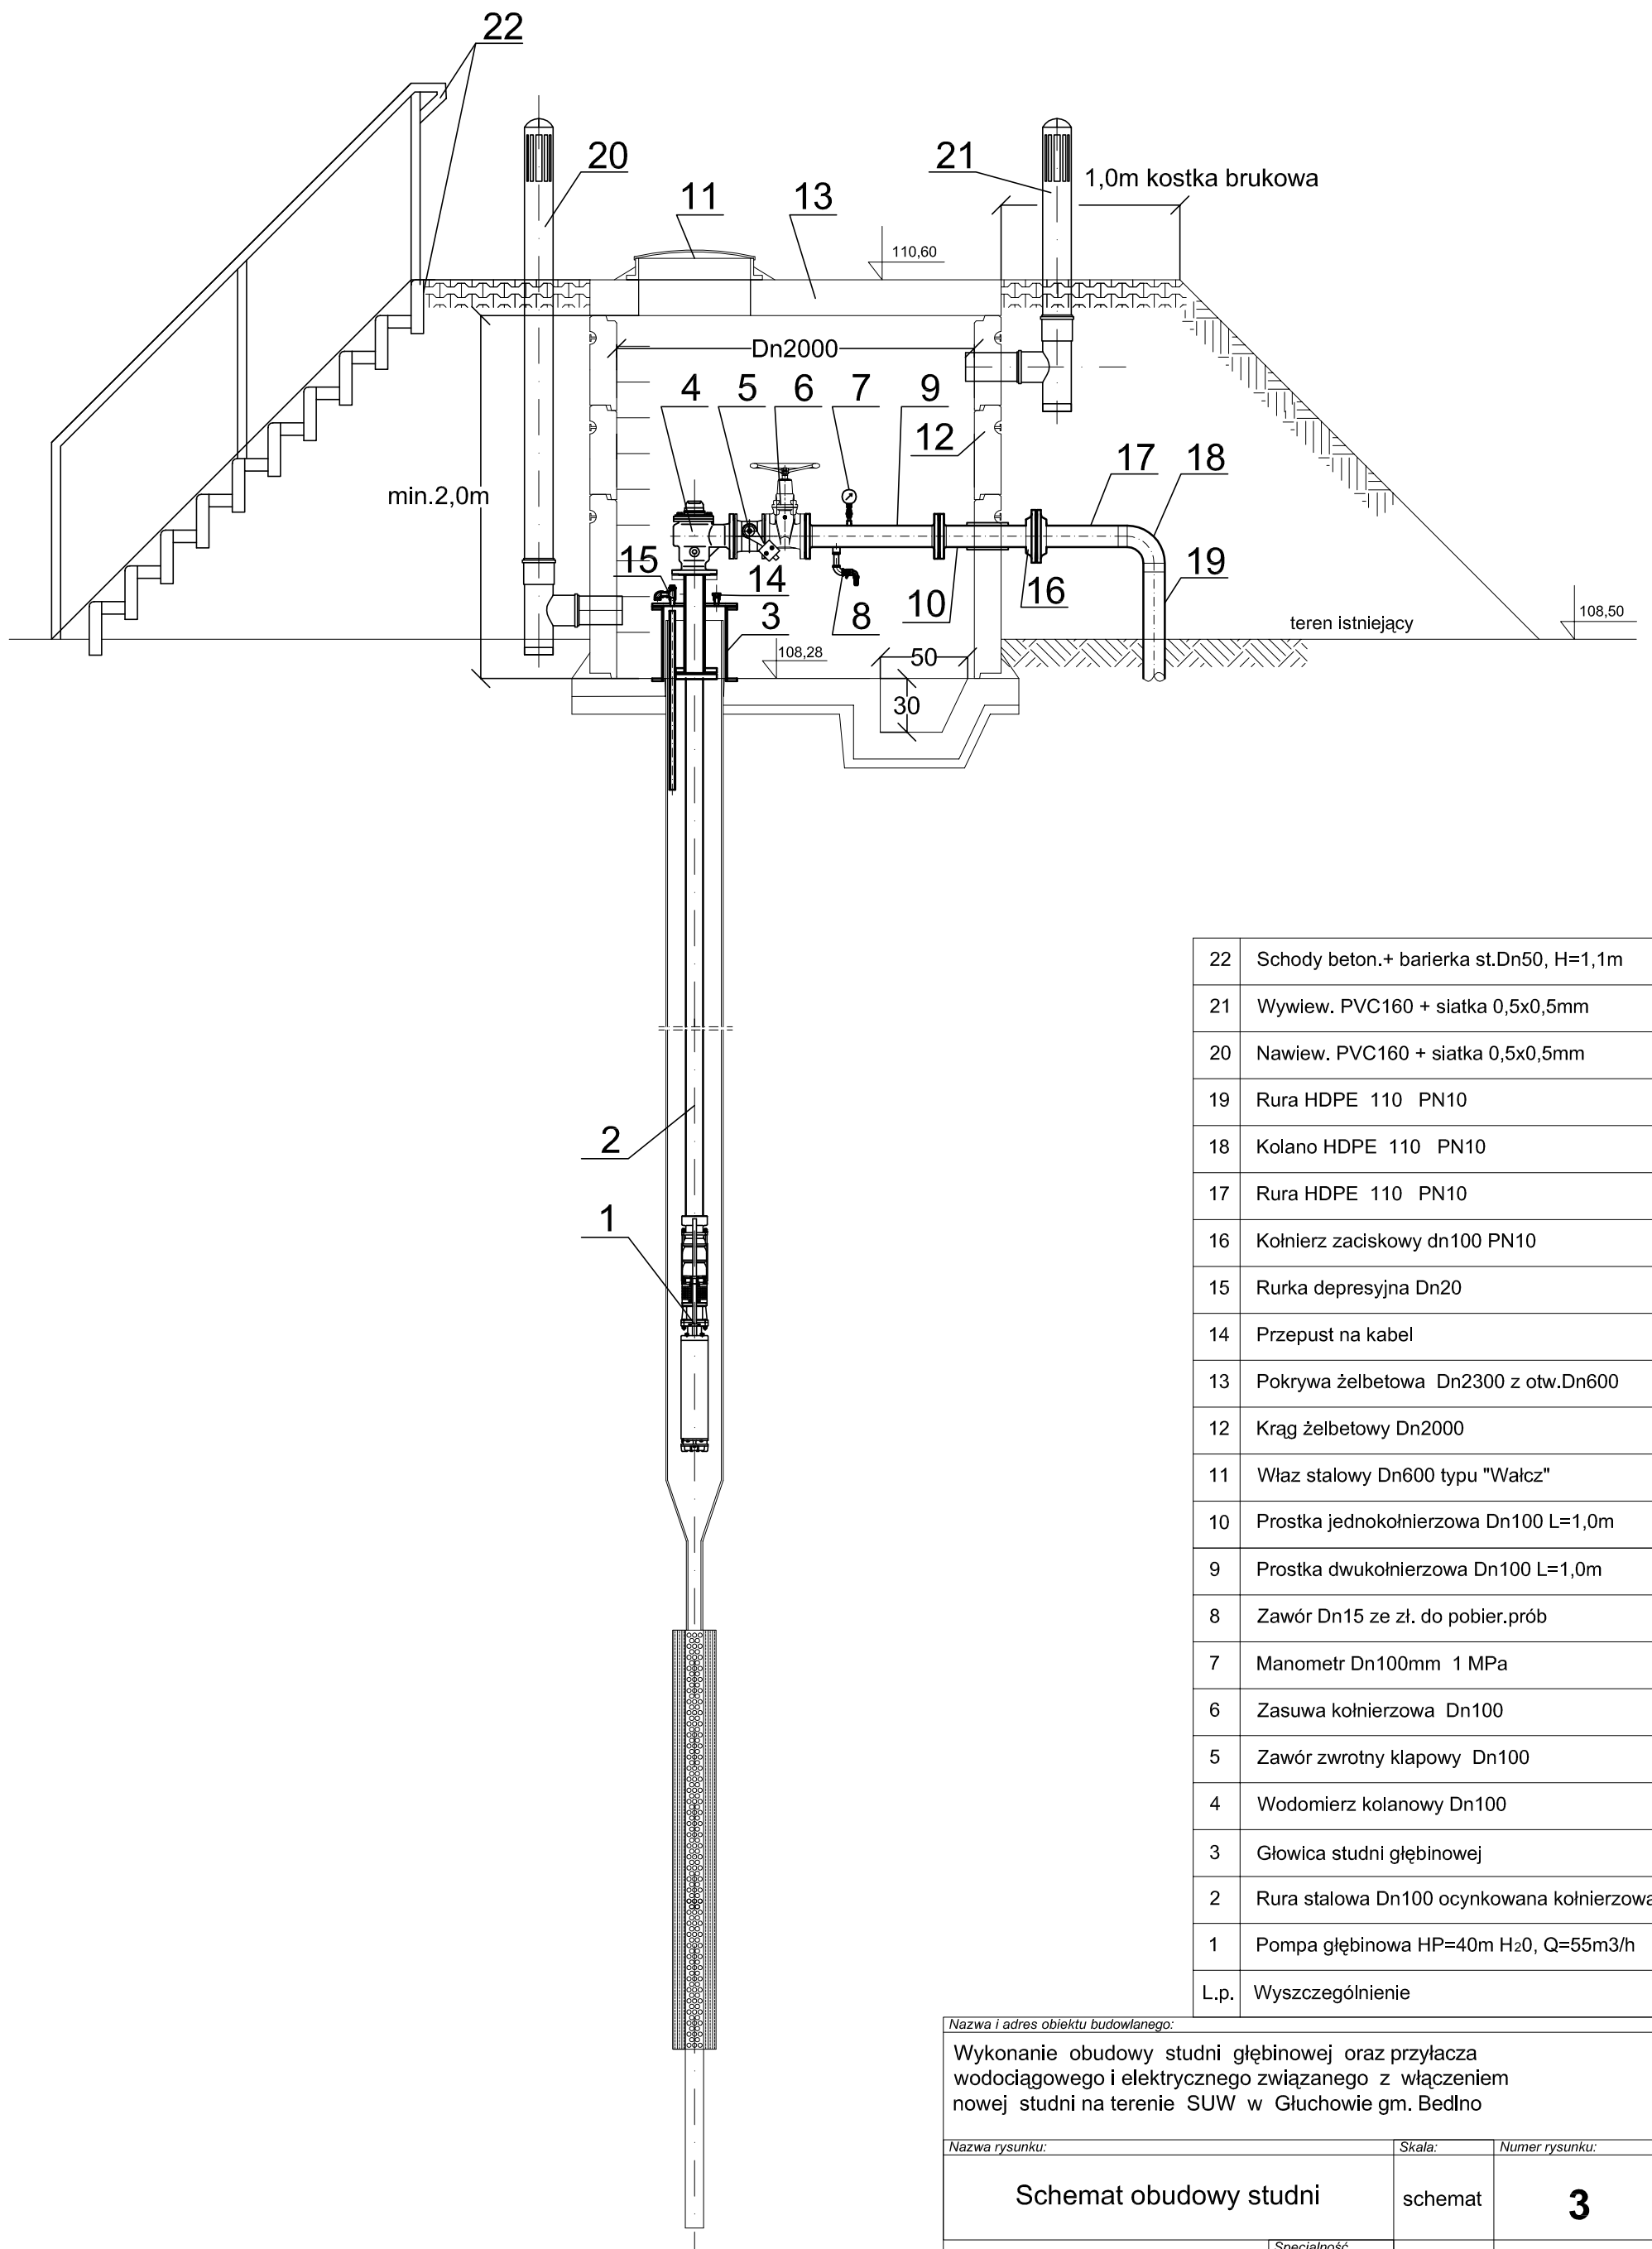 22
20
21
1,0m kostka brukowa
11
13
110,60
Dn2000
4
5
6
7
9
12
17
18
min.2,0m
15
14
16
19
3
8
10
teren istniejący
108,50
108,28
50
30
2
1
22 Schody beton.+ barierka st.Dn50, H=1,1m
21 Wywiew. PVC160 + siatka 0,5x0,5mm
20 Nawiew. PVC160 + siatka 0,5x0,5mm
19 Rura HDPE 110 PN10
18 Kolano HDPE 110 PN10
17 Rura HDPE 110 PN10
16 Kołnierz zaciskowy dn100 PN10
15 Rurka depresyjna Dn20
14 Przepust na kabel
13 Pokrywa żelbetowa Dn2300 z otw.Dn600
12 Krąg żelbetowy Dn2000
11 Właz stalowy Dn600 typu "Wałcz"
10 Prostka jednokołnierzowa Dn100 L=1,0m
9 Prostka dwukołnierzowa Dn100 L=1,0m
8 Zawór Dn15 ze zł. do pobier.prób
7 Manometr Dn100mm 1 MPa
6 Zasuwa kołnierzowa Dn100
5 Zawór zwrotny klapowy Dn100
4 Wodomierz kolanowy Dn100
3 Głowica studni głębinowej
2 Rura stalowa Dn100 ocynkowana kołnierzowa
1 Pompa głębinowa HP=40m H20, Q=55m3/h
L.p. Wyszczególnienie
Nazwa i adres obiektu budowlanego:
Wykonanie obudowy studni głębinowej oraz przyłacza
wodociągowego i elektrycznego związanego z włączeniem
nowej studni na terenie SUW w Głuchowie gm. Bedlno
Nazwa rysunku:
Skala:
Numer rysunku:
Schemat obudowy studni
schemat
3
Specjalność